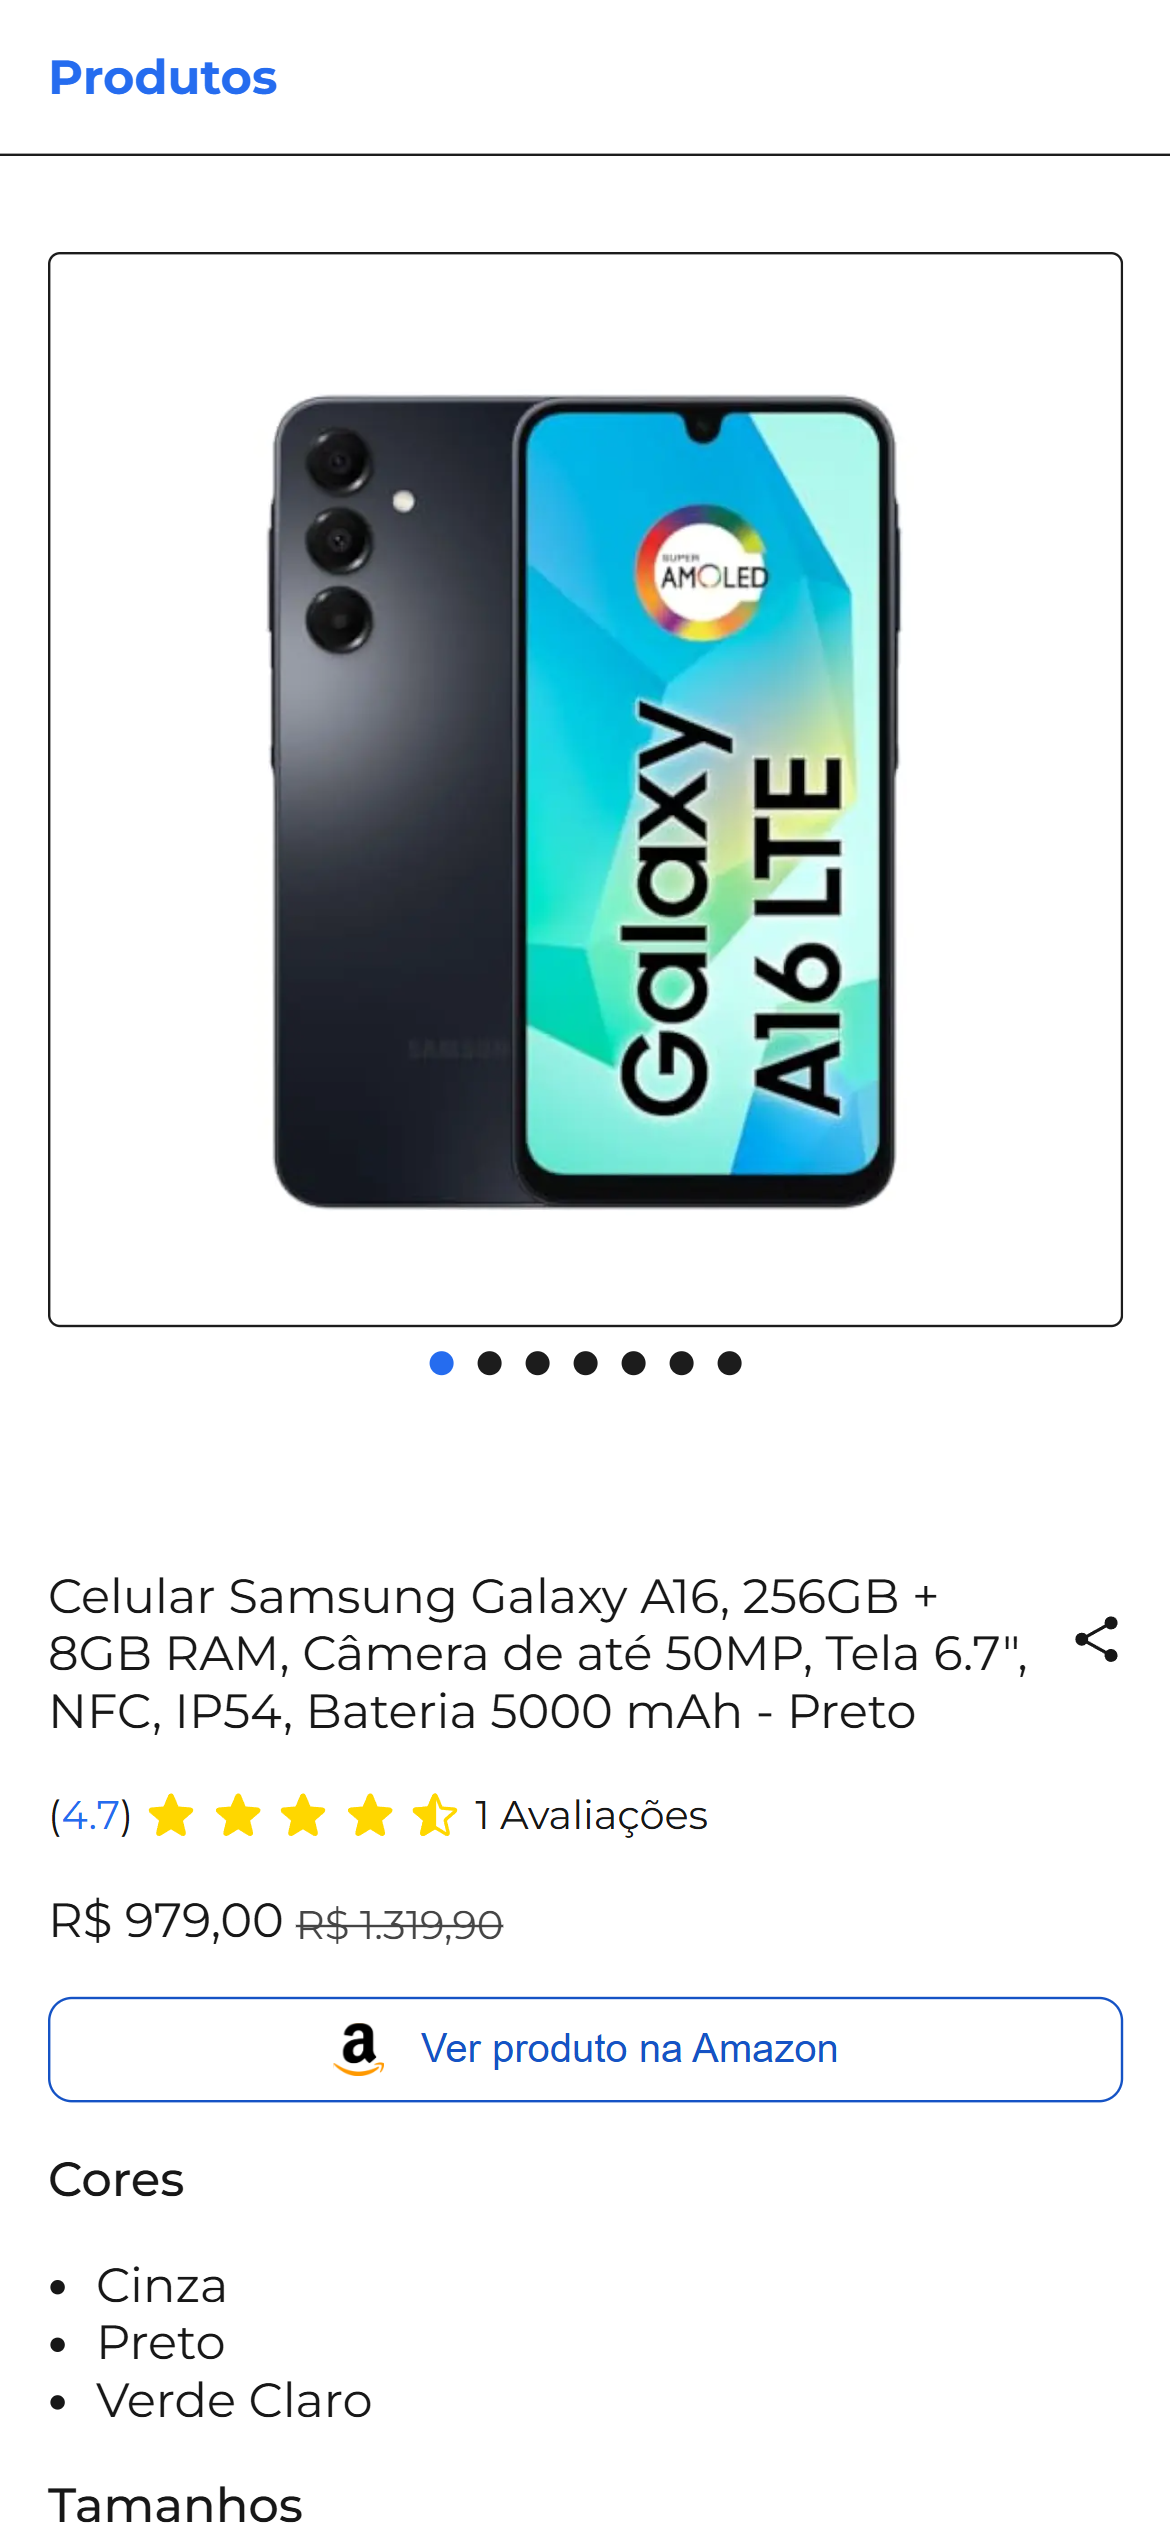 Produtos
SUPER
AMOLED
Galaxy
A16 LTE
SAMSUNG
Celular Samsung Galaxy A16, 256GB +
8GB RAM, Câmera de até 50MP, Tela 6.7",
NFC, IP54, Bateria 5000 mAh - Preto
(4.7) 1 Avaliações
R$ 979,00 R$ 1.319,90
a Ver produto na Amazon
Cores
• Cinza
• Preto
• Verde Claro
Tamanhos